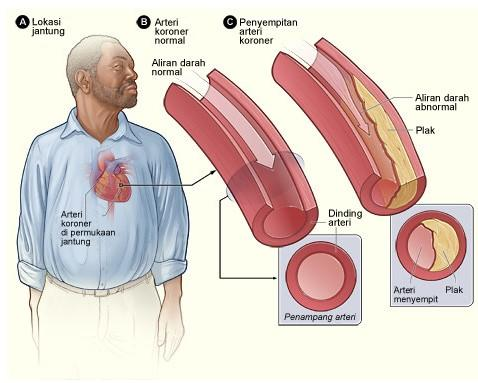 A Lokasi
jantung
B Arteri
koroner
normal
Aliran darah
normal
C Penyempitan
arteri
koroner
Aliran darah
abnormal
Plak
Arteri
koroner
di permukaan
jantung
Dinding
arteri
Penampang arteri
Arteri
menyempit
Plak